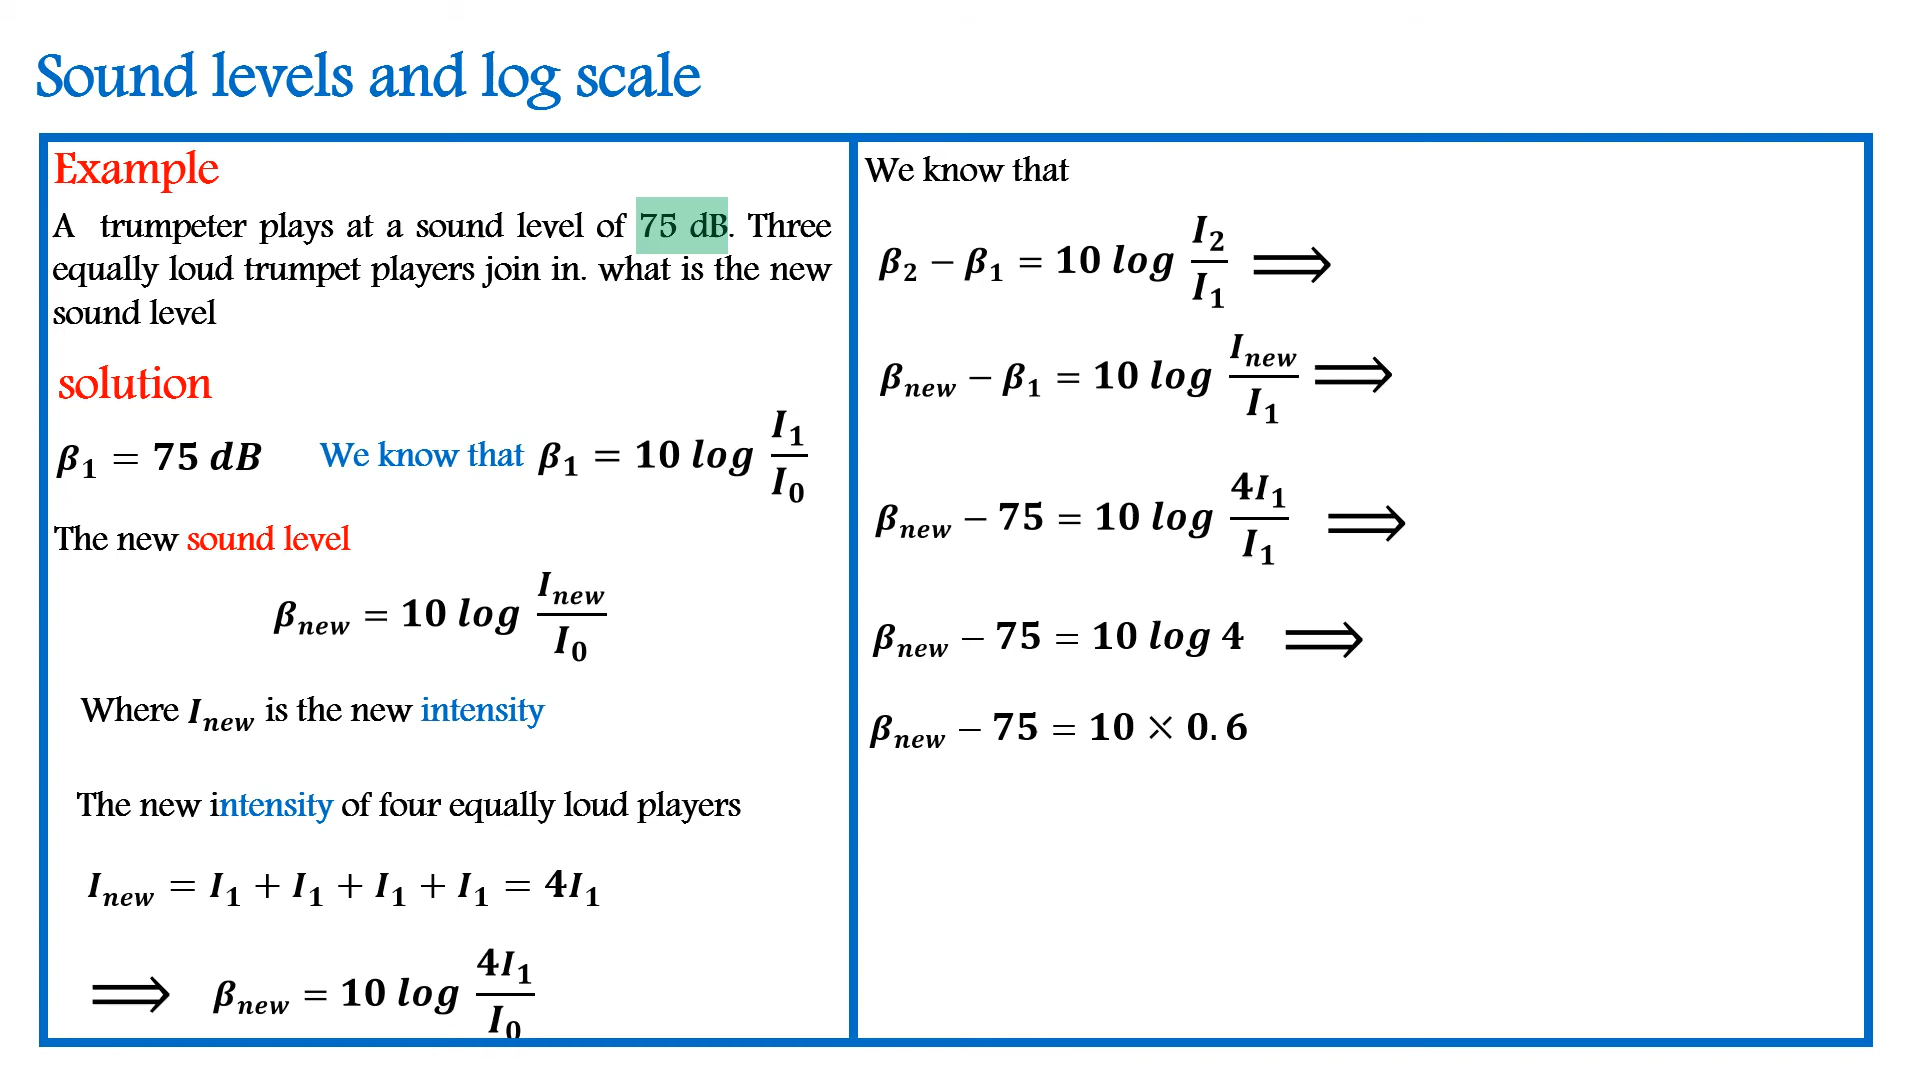 Sound levels and log scale
Example
A trumpeter plays at a sound level of 75 dB. Three
equally loud trumpet players join in. what is the new
sound level
solution
β₁ = 75 dB We know that β₁ = 10 log I₁/I₀
The new sound level
βₙₑw = 10 log Iₙₑw/I₀
Where Iₙₑw is the new intensity
The new intensity of four equally loud players
Iₙₑw = I₁ + I₁ + I₁ + I₁ = 4I₁
⟹ βₙₑw = 10 log 4I₁/I₀
We know that
β₂ − β₁ = 10 log I₂/I₁ ⟹
βₙₑw − β₁ = 10 log Iₙₑw/I₁ ⟹
βₙₑw − 75 = 10 log 4I₁/I₁ ⟹
βₙₑw − 75 = 10 log 4 ⟹
βₙₑw − 75 = 10 × 0.6